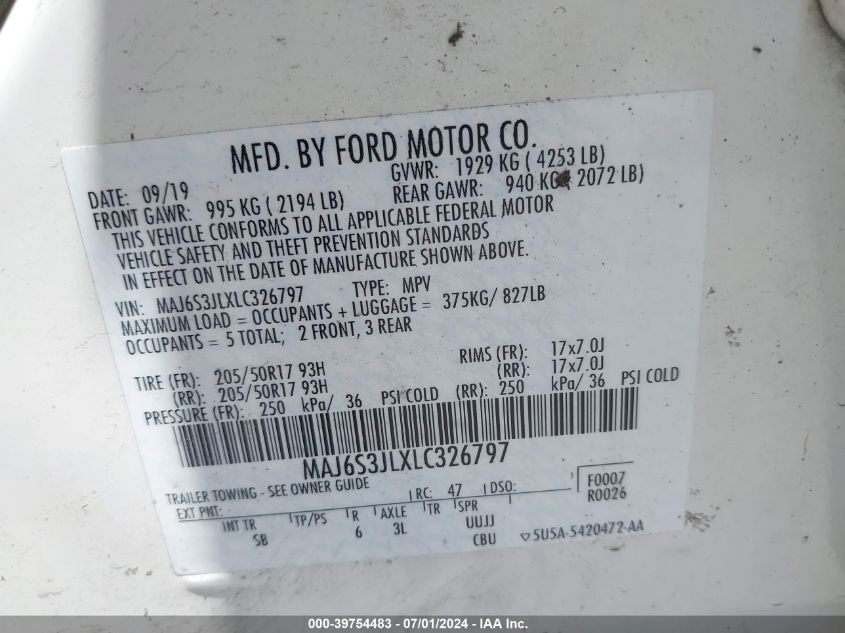 MFD. BY FORD MOTOR CO.
DATE: 09/19 GVWR: 1929 KG ( 4253 LB)
FRONT GAWR: 995 KG ( 2194 LB) REAR GAWR: 940 KG ( 2072 LB)
THIS VEHICLE CONFORMS TO ALL APPLICABLE FEDERAL MOTOR
VEHICLE SAFETY AND THEFT PREVENTION STANDARDS
IN EFFECT ON THE DATE OF MANUFACTURE SHOWN ABOVE.
VIN: MAJ6S3JLXLC326797 TYPE: MPV
MAXIMUM LOAD = OCCUPANTS + LUGGAGE = 375KG/ 827LB
OCCUPANTS = 5 TOTAL; 2 FRONT, 3 REAR
TIRE (FR): 205/50R17 93H RIMS (FR): 17x7.0J
(RR): 205/50R17 93H (RR): 17x7.0J
PRESSURE (FR): 250 kPa/ 36 PSI COLD (RR): 250 kPa/ 36 PSI COLD
MAJ6S3JLXLC326797
TRAILER TOWING - SEE OWNER GUIDE
EXT PNT: RC: 47 DSO: F0007
R0026
INT TR TP/PS R AXLE TR SPR
SB 6 3L UUJJ
CBU 5U5A-5420472-AA
000-39754483 - 07/01/2024 - IAA Inc.